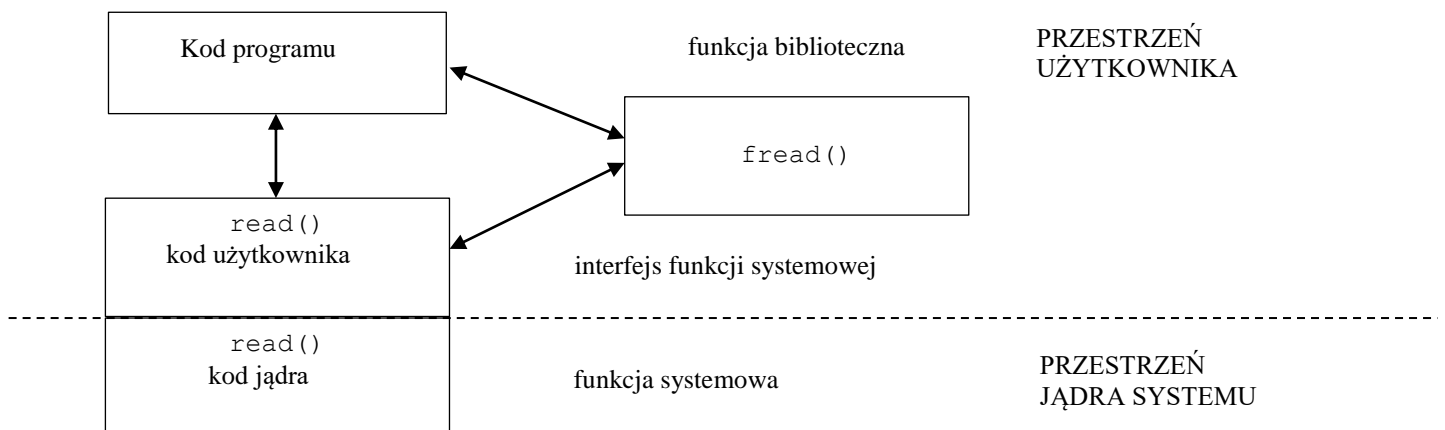 Kod programu
funkcja biblioteczna
PRZESTRZEŃ
UŻYTKOWNIKA
fread()
read()
kod użytkownika
interfejs funkcji systemowej
read()
kod jądra
funkcja systemowa
PRZESTRZEŃ
JĄDRA SYSTEMU